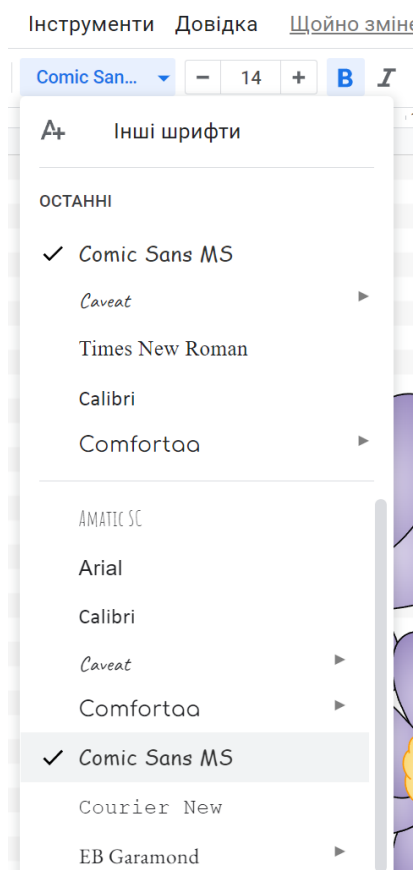 Інструменти Довідка Щойно зміне
Comic San... − 14 + B I
Інші шрифти
ОСТАННІ
Comic Sans MS
Caveat
Times New Roman
Calibri
Comfortaa
Amatic SC
Arial
Calibri
Caveat
Comfortaa
Comic Sans MS
Courier New
EB Garamond